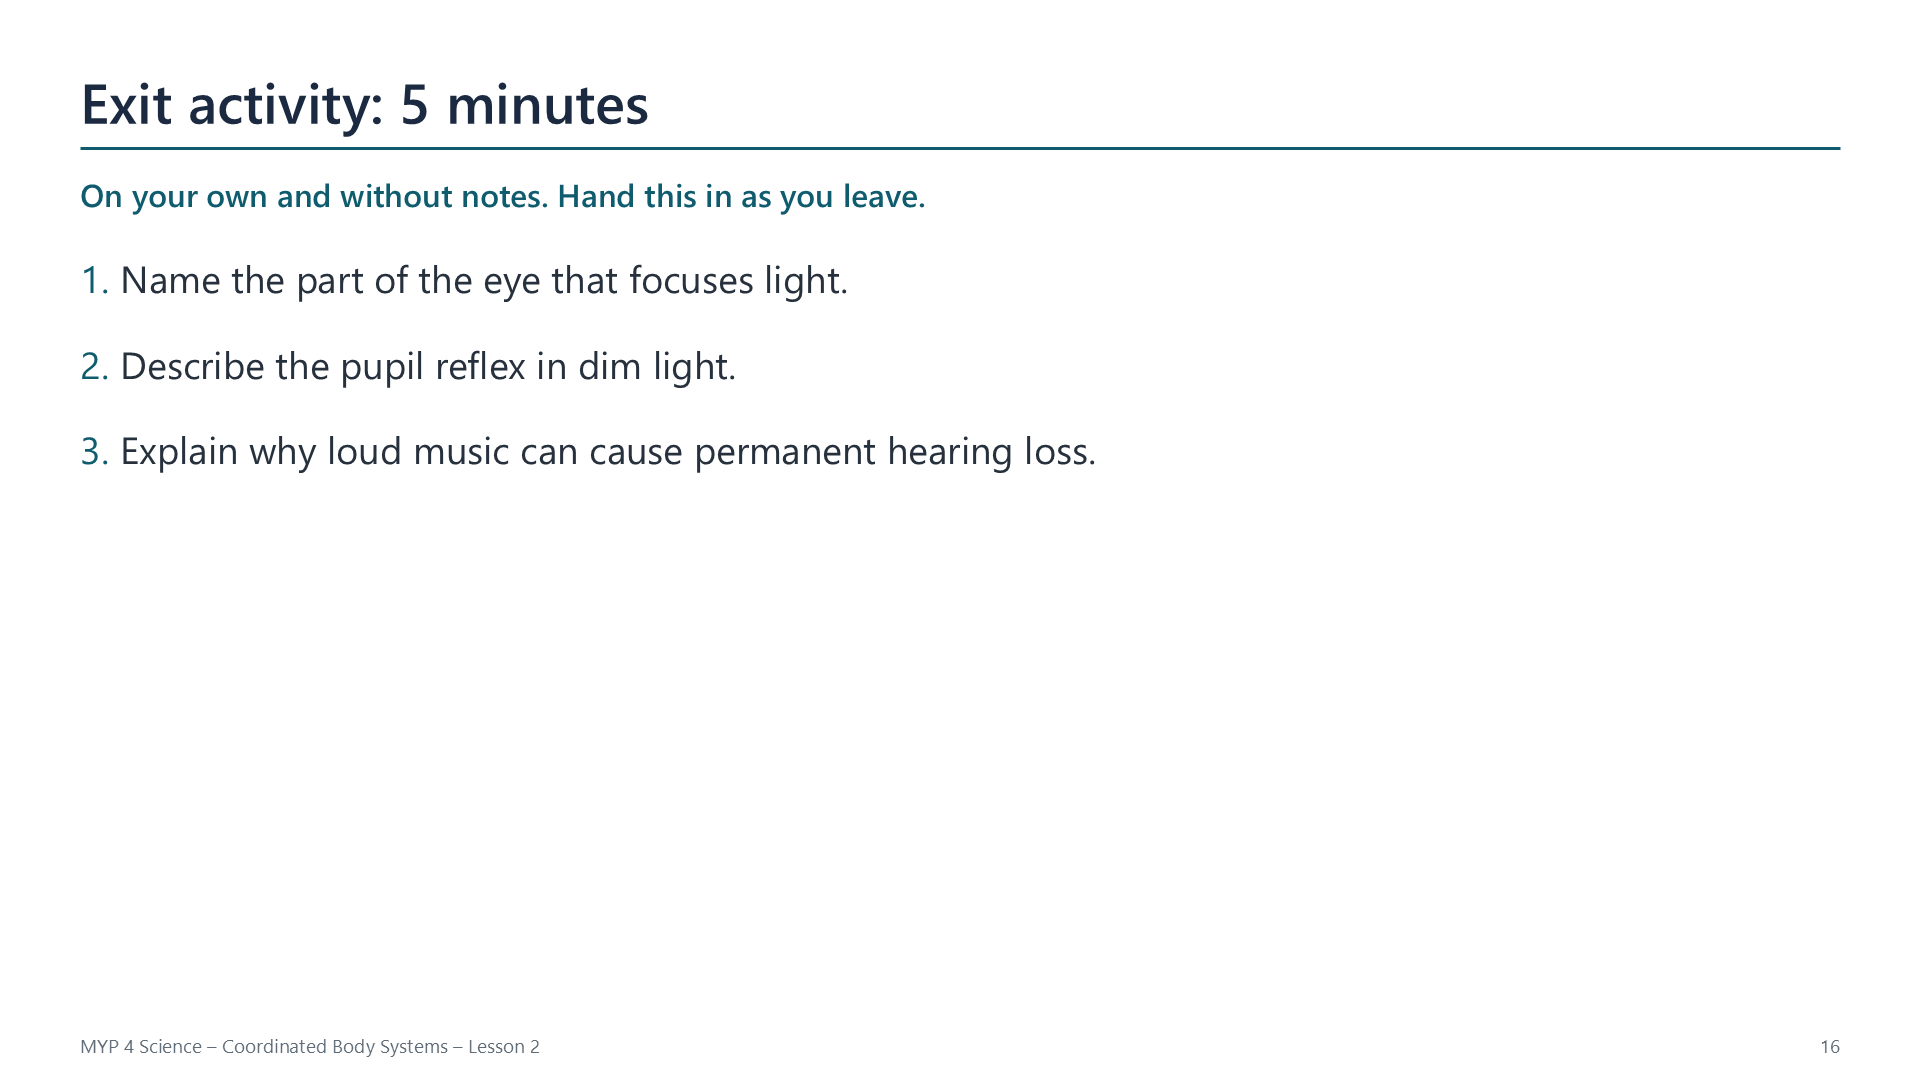 Exit activity: 5 minutes
On your own and without notes. Hand this in as you leave.
1. Name the part of the eye that focuses light.
2. Describe the pupil reflex in dim light.
3. Explain why loud music can cause permanent hearing loss.
MYP 4 Science – Coordinated Body Systems – Lesson 2
16